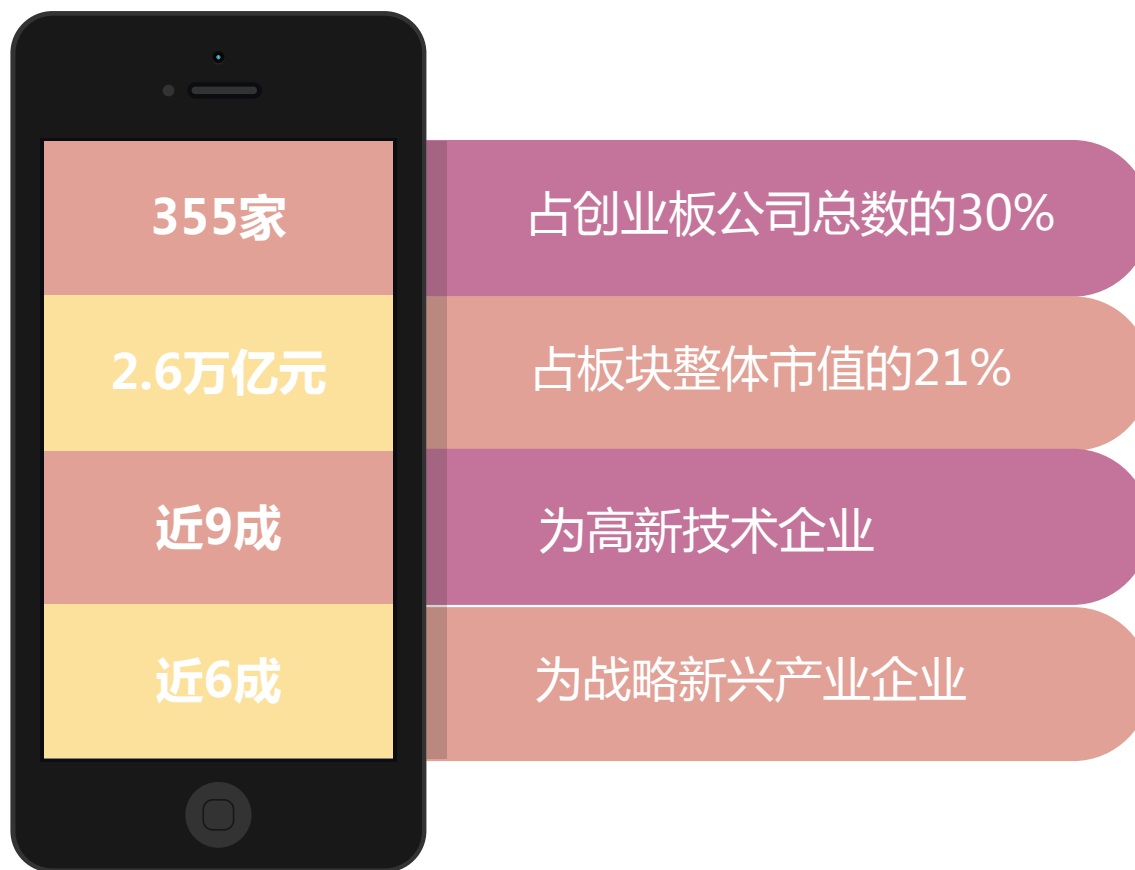 355家
占创业板公司总数的30%
2.6万亿元
占板块整体市值的21%
近9成
为高新技术企业
近6成
为战略新兴产业企业